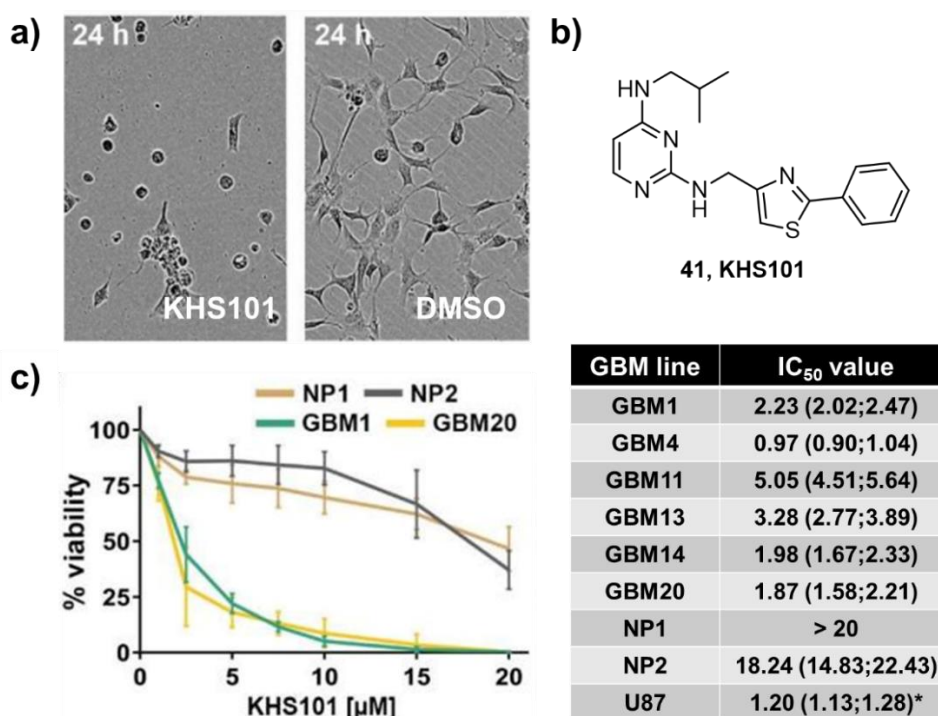 a)
24 h
24 h
KHS101
DMSO
b)
HN
N
N
N
H
N
S
41, KHS101
c)
NP1
NP2
GBM1
GBM20
100
75
50
25
0
% viability
0
5
10
15
20
KHS101 [µM]
GBM line IC50 value
GBM1 2.23 (2.02;2.47)
GBM4 0.97 (0.90;1.04)
GBM11 5.05 (4.51;5.64)
GBM13 3.28 (2.77;3.89)
GBM14 1.98 (1.67;2.33)
GBM20 1.87 (1.58;2.21)
NP1 > 20
NP2 18.24 (14.83;22.43)
U87 1.20 (1.13;1.28)*